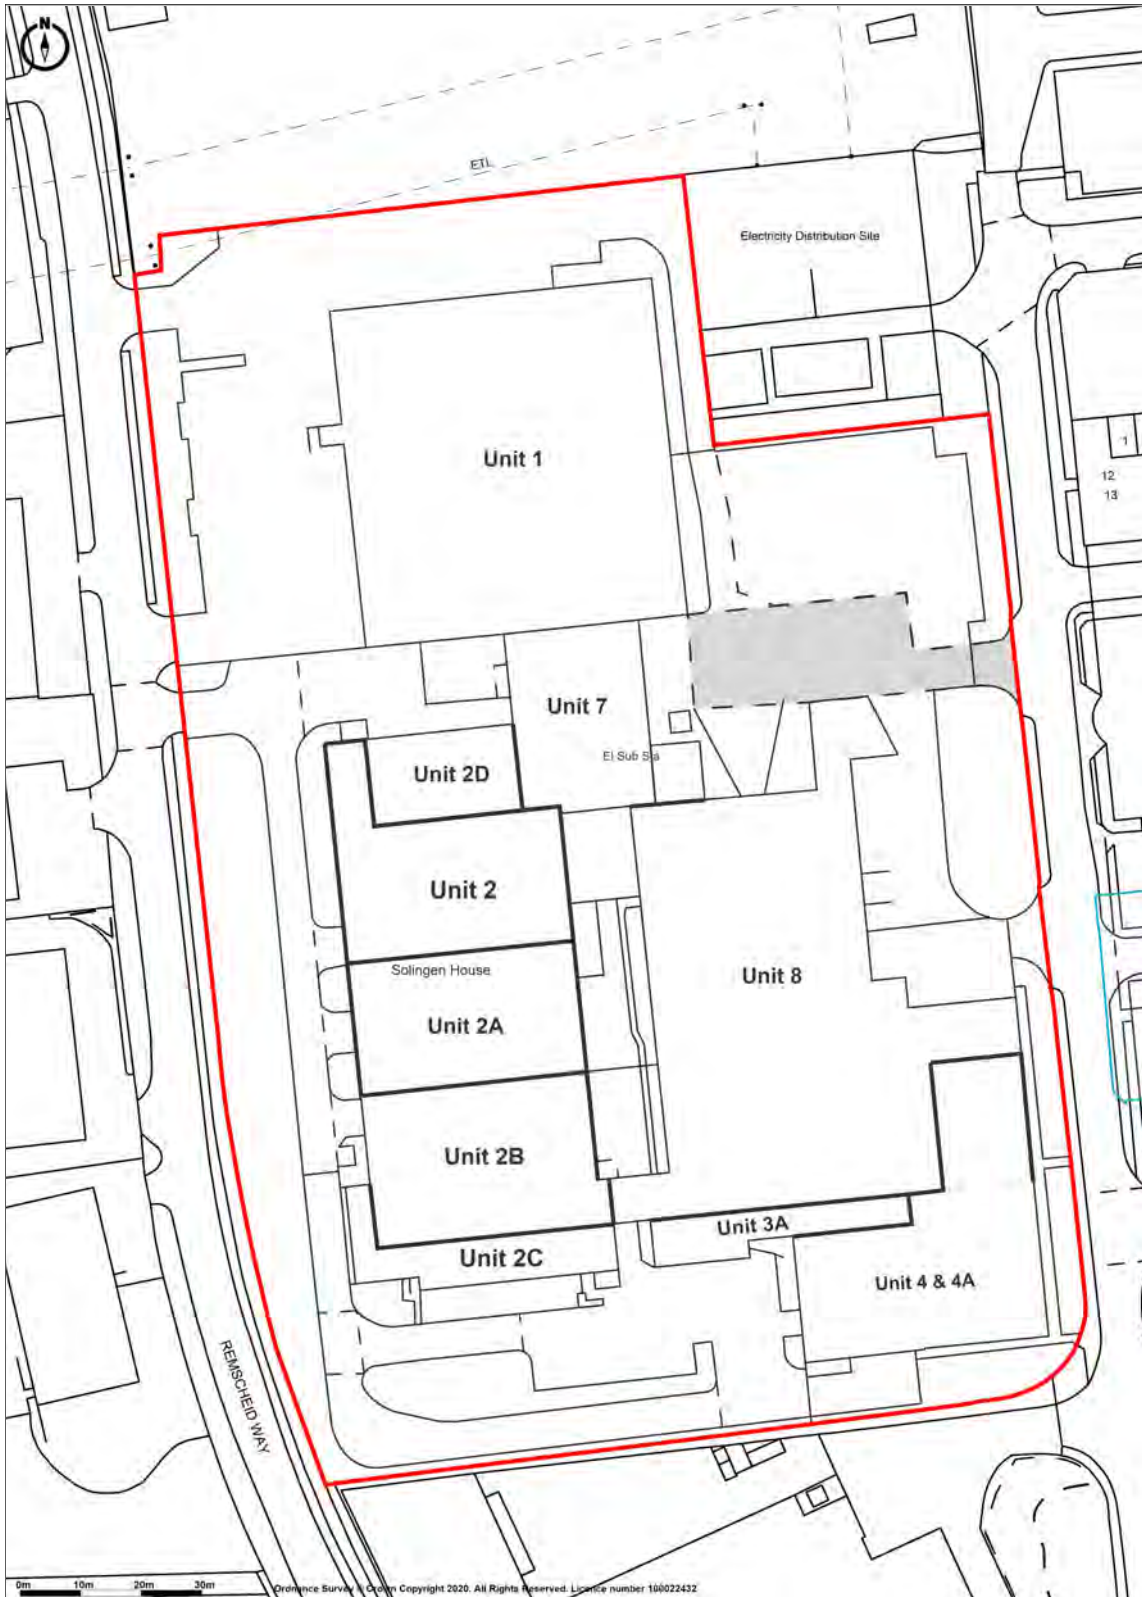 N
ETL
Electricity Distribution Site
1
12
13
Unit 1
Unit 7
El Sub Sta
Unit 2D
Unit 2
Solingen House
Unit 2A
Unit 8
Unit 2B
Unit 3A
Unit 2C
Unit 4 & 4A
REMSCHEID WAY
0m 10m 20m 30m
Ordnance Survey © Crown Copyright 2020. All Rights Reserved. Licence number 100022432